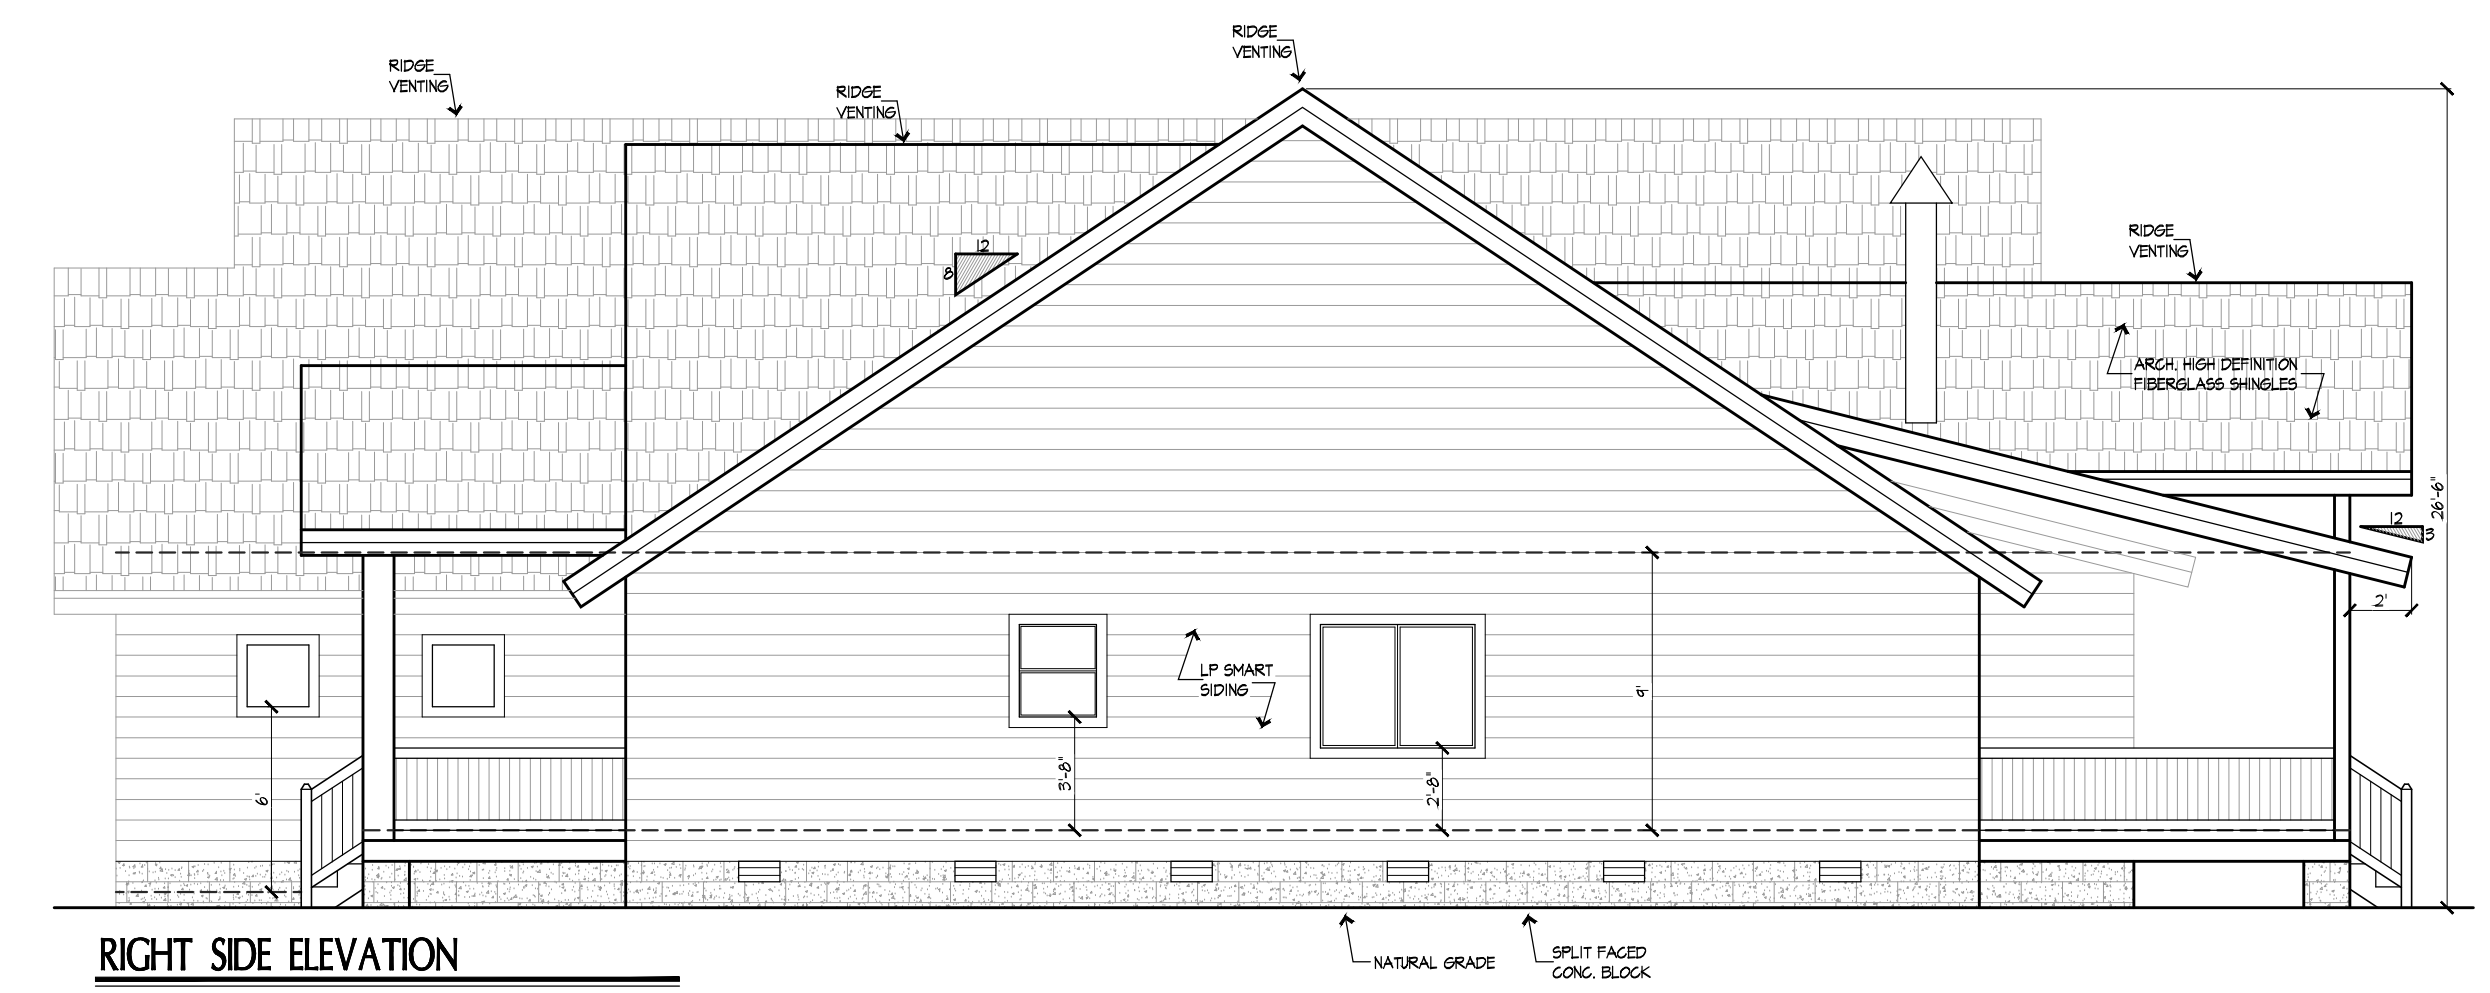 RIDGE
VENTING
RIDGE
VENTING
RIDGE
VENTING
12
8
RIDGE
VENTING
ARCH. HIGH DEFINITION
FIBERGLASS SHINGLES
26'-6"
12
3
2'
LP SMART
SIDING
9'
3'-8"
2'-8"
6'
RIGHT SIDE ELEVATION
NATURAL GRADE
SPLIT FACED
CONC. BLOCK